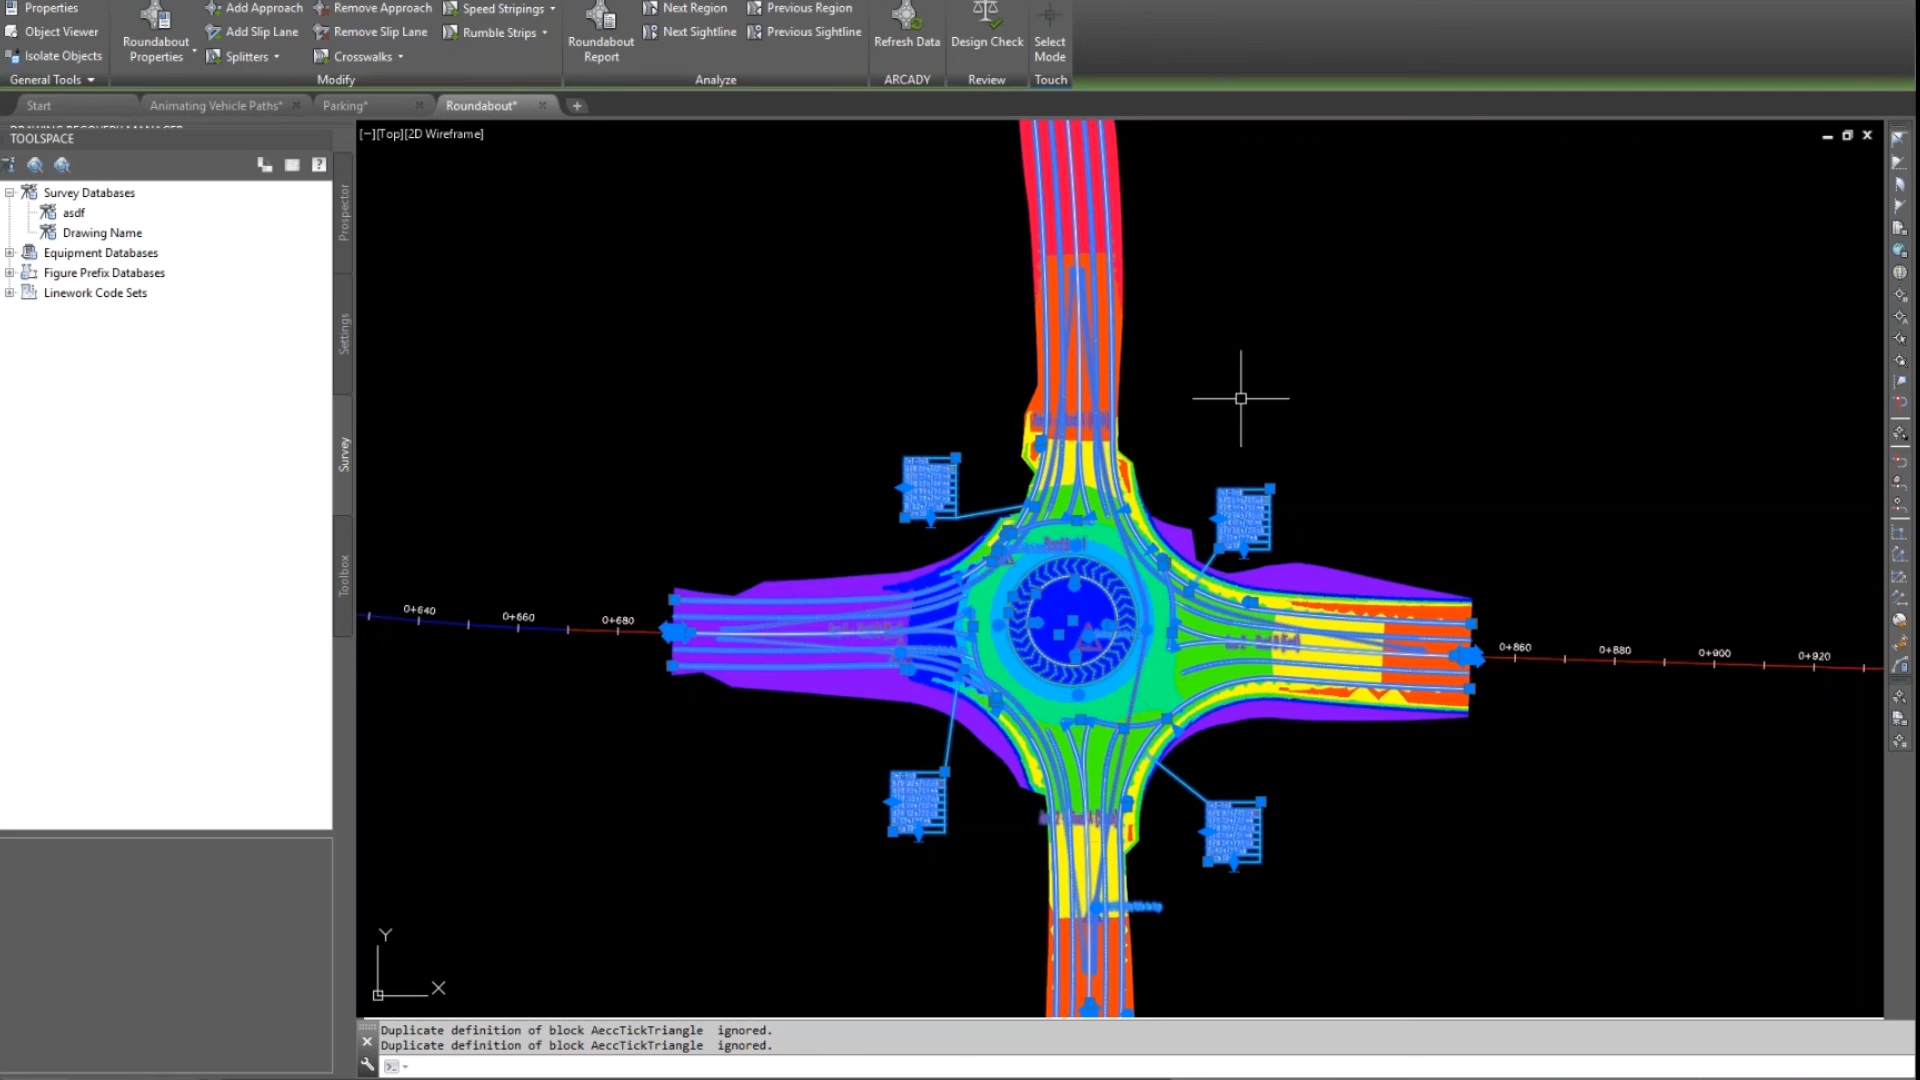 Properties
Object Viewer
Isolate Objects
General Tools
Roundabout
Properties
Add Approach
Add Slip Lane
Splitters
Remove Approach
Remove Slip Lane
Crosswalks
Speed Stripings
Rumble Strips
Modify
Roundabout
Report
Next Region
Next Sightline
Previous Region
Previous Sightline
Analyze
Refresh Data
ARCADY
Design Check
Review
Select
Mode
Touch
Start
Animating Vehicle Paths*
Parking*
Roundabout*
TOOLSPACE
Survey Databases
asdf
Drawing Name
Equipment Databases
Figure Prefix Databases
Linework Code Sets
Prospector
Settings
Survey
Toolbox
[−][Top][2D Wireframe]
0+640
0+660
0+680
0+860
0+880
0+900
0+920
Y
X
Duplicate definition of block AeccTickTriangle ignored.
Duplicate definition of block AeccTickTriangle ignored.